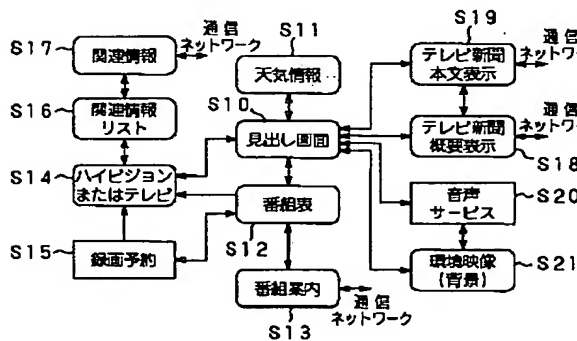 S17
関連情報
通信
ネットワーク
S16
関連情報
リスト
S14
ハイビジョン
またはテレビ
S15
録画予約
S11
天気情報
S10
見出し画面
番組表
S12
番組案内
S13
通信
ネットワーク
S19
テレビ新聞
本文表示
通信
ネットワーク
テレビ新聞
概要表示
S18
通信
ネットワーク
音声
サービス
S20
環境映像
(背景)
S21